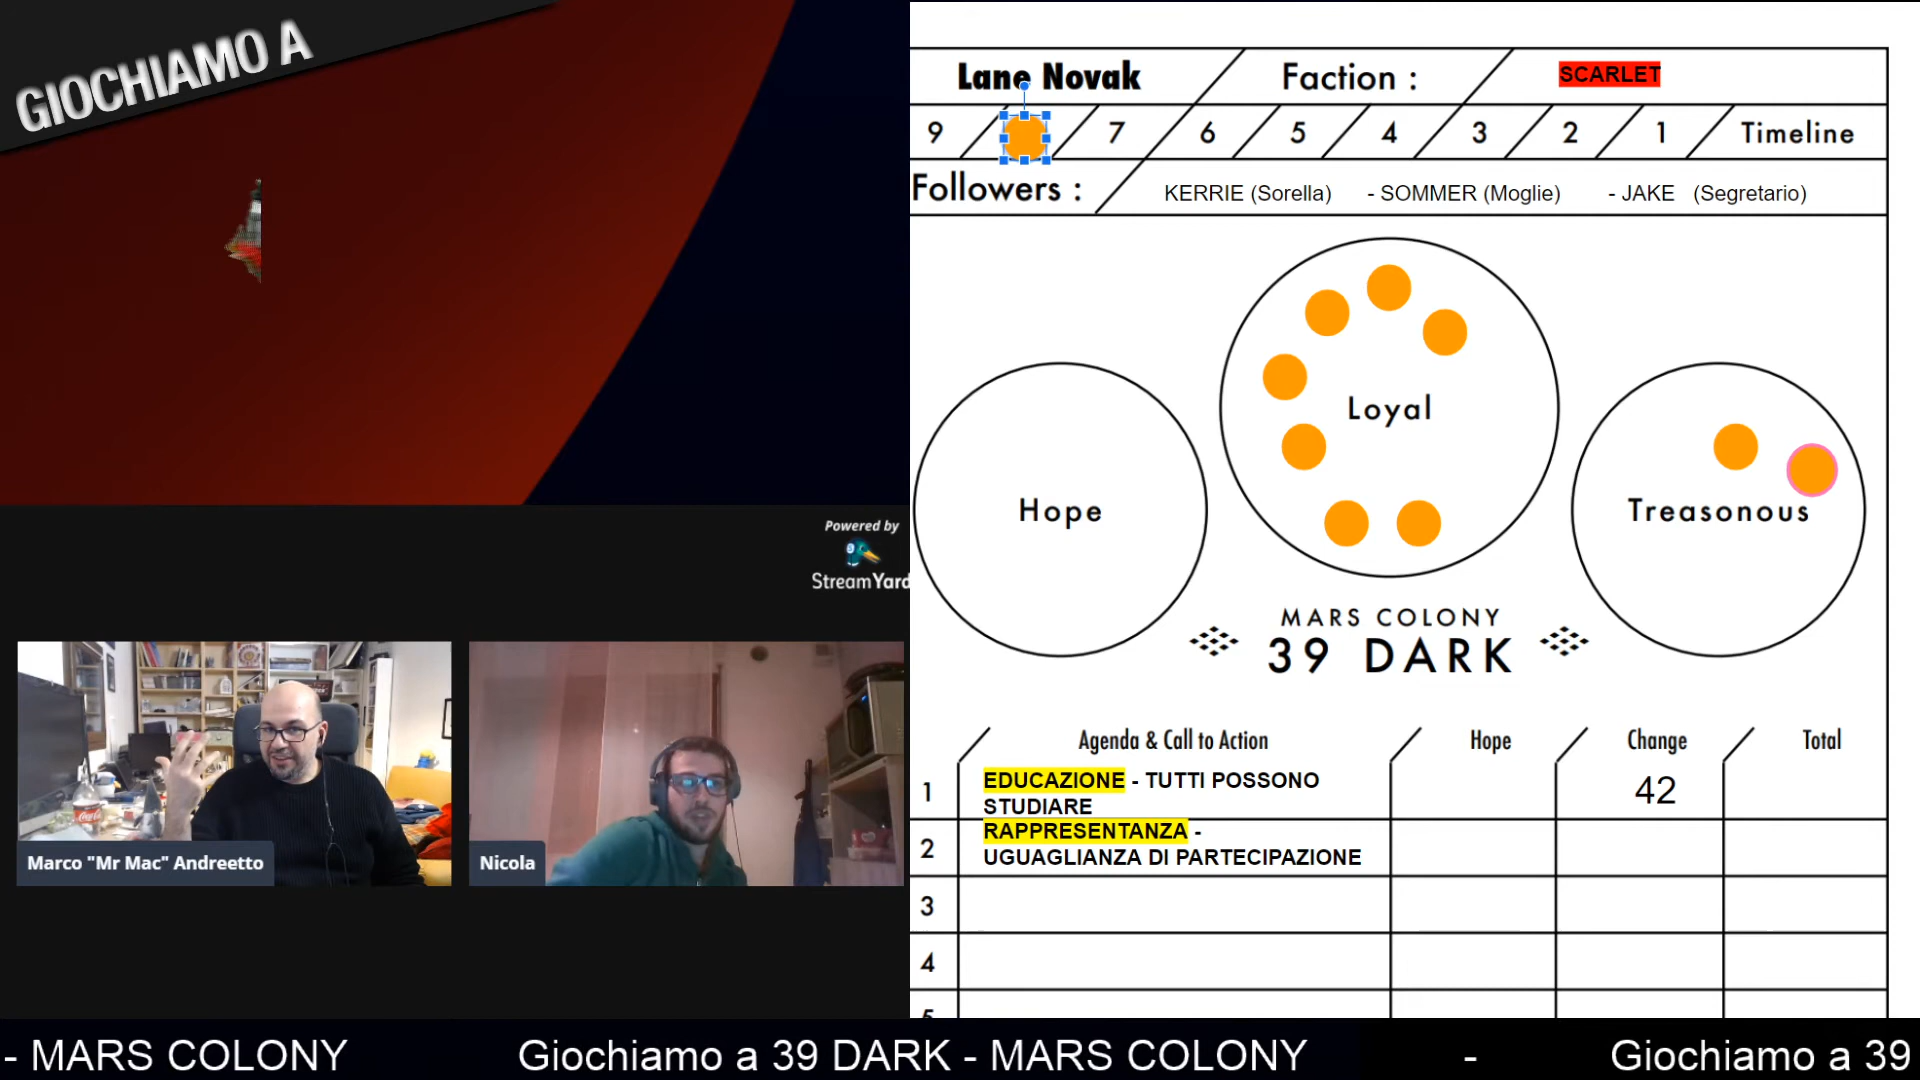 GIOCHIAMO A
Lane Novak
Faction :
SCARLET
9 7 6 5 4 3 2 1 Timeline
Followers :
KERRIE (Sorella) - SOMMER (Moglie) - JAKE (Segretario)
Loyal
Hope
Treasonous
MARS COLONY
39 DARK
Powered by
StreamYard
Marco "Mr Mac" Andreetto
Nicola
Agenda & Call to Action Hope Change Total
1 EDUCAZIONE - TUTTI POSSONO
STUDIARE
42
2 RAPPRESENTANZA -
UGUAGLIANZA DI PARTECIPAZIONE
3
4
5
- MARS COLONY Giochiamo a 39 DARK - MARS COLONY - Giochiamo a 39